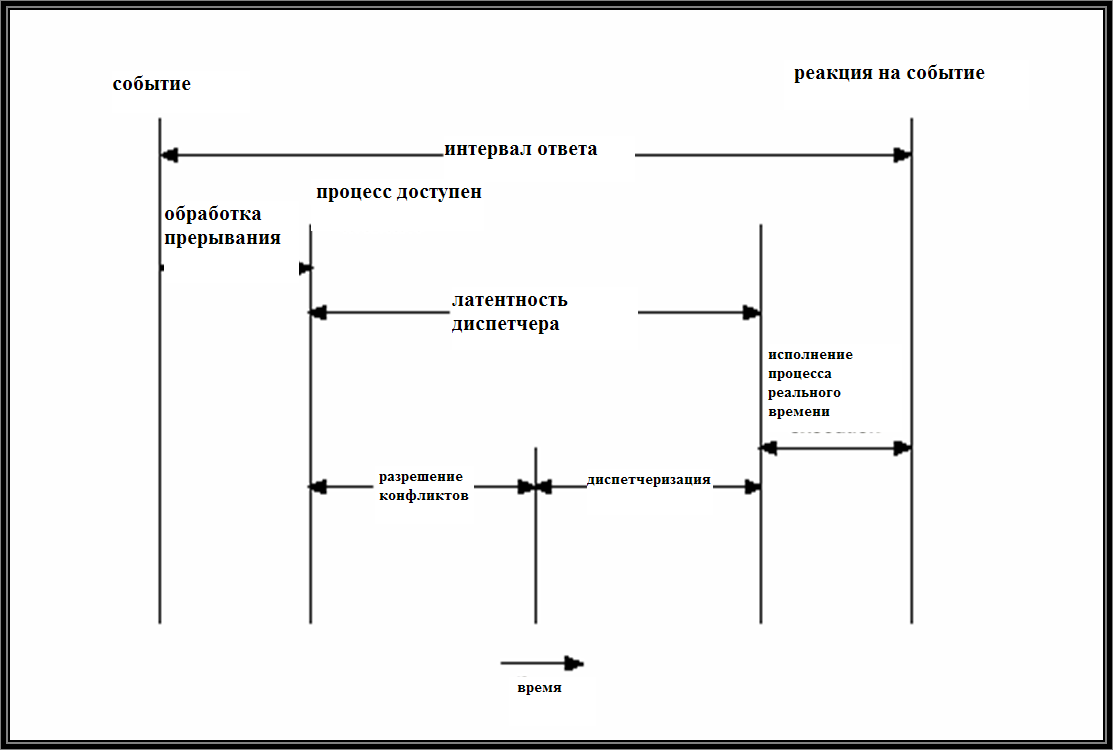 событие
реакция на событие
интервал ответа
процесс доступен
обработка
прерывания
латентность
диспетчера
исполнение
процесса
реального
времени
разрешение
конфликтов
диспетчеризация
время